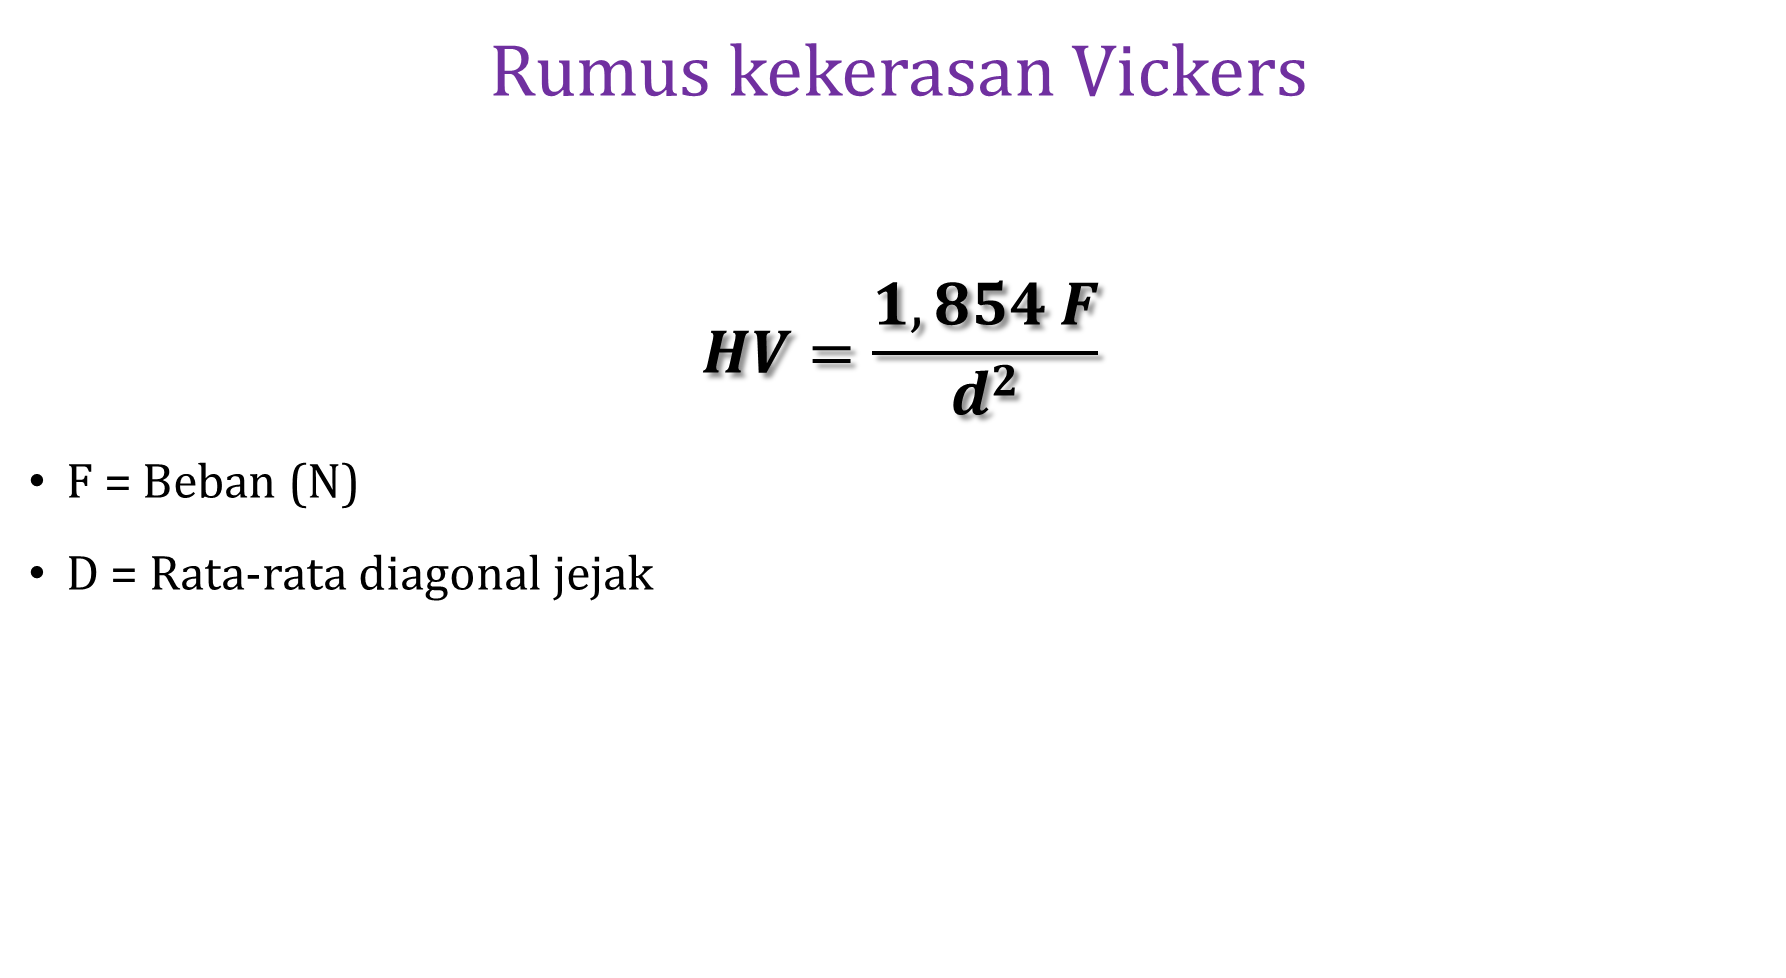 Rumus kekerasan Vickers
HV = 1,854 F / d²
• F = Beban (N)
• D = Rata-rata diagonal jejak